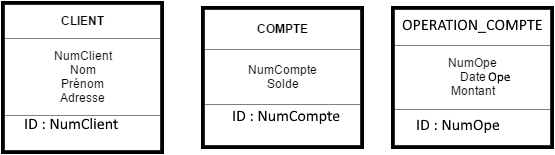 CLIENT
NumClient
Nom
Prénom
Adresse
ID : NumClient
COMPTE
NumCompte
Solde
ID : NumCompte
OPERATION_COMPTE
NumOpe
Date Ope
Montant
ID : NumOpe